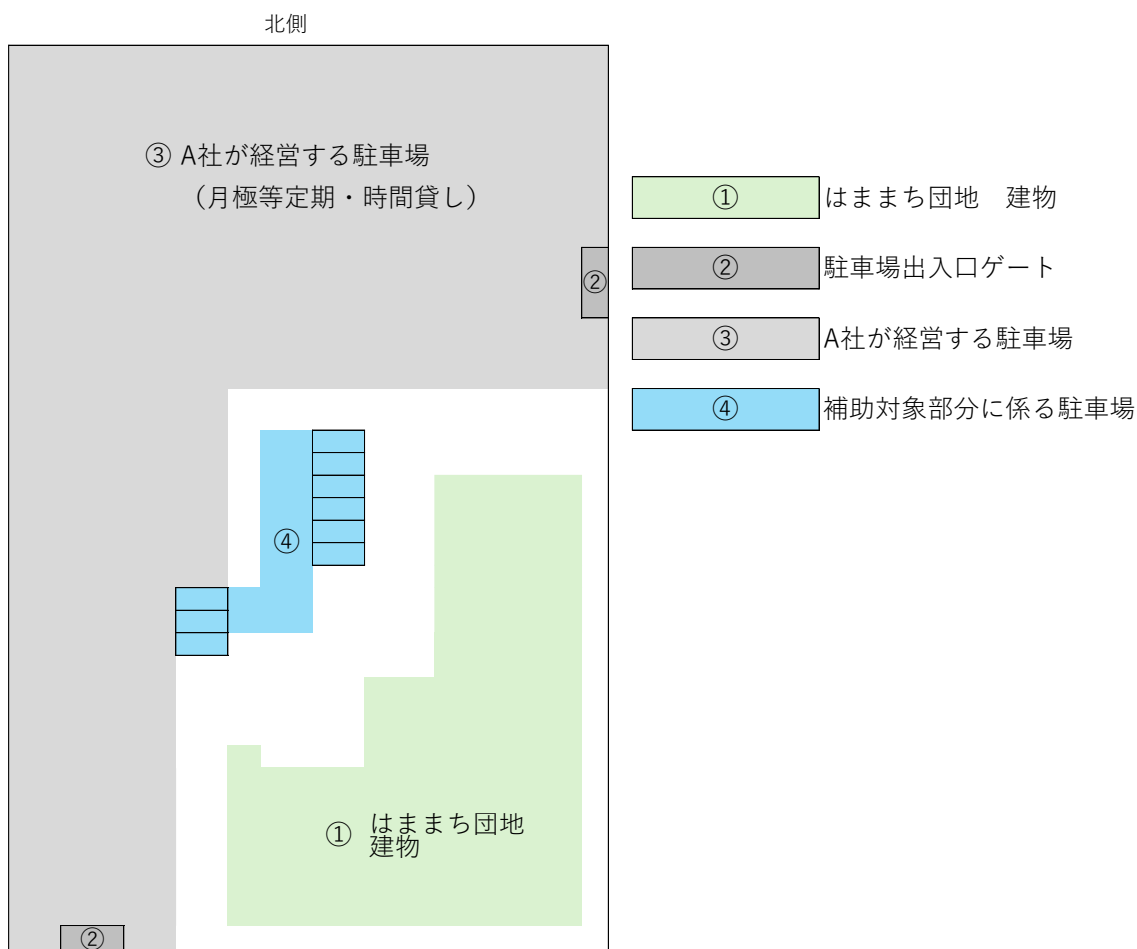 北側
③ A社が経営する駐車場
（月極等定期・時間貸し）
① はままち団地　建物
② 駐車場出入口ゲート
②
③ A社が経営する駐車場
④ 補助対象部分に係る駐車場
④
① はままち団地
建物
②